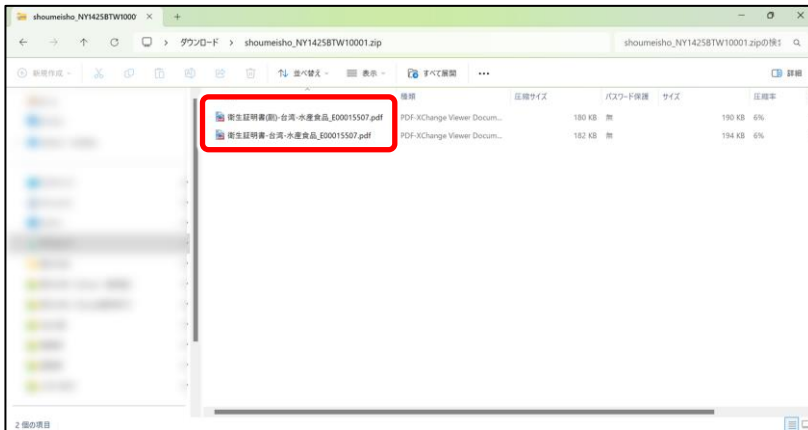 shoumeisho_NY1425BTW1000
ダウンロード > shoumeisho_NY1425BTW10001.zip
shoumeisho_NY1425BTW10001.zipの検索
新規作成
並べ替え 表示 すべて展開 ... 詳細
種類 圧縮サイズ パスワード保護 サイズ 圧縮率
衛生証明書(副)-台湾-水産食品_E00015507.pdf PDF-XChange Viewer Docum... 180 KB 無 190 KB 6%
衛生証明書-台湾-水産食品_E00015507.pdf PDF-XChange Viewer Docum... 182 KB 無 194 KB 6%
2 個の項目